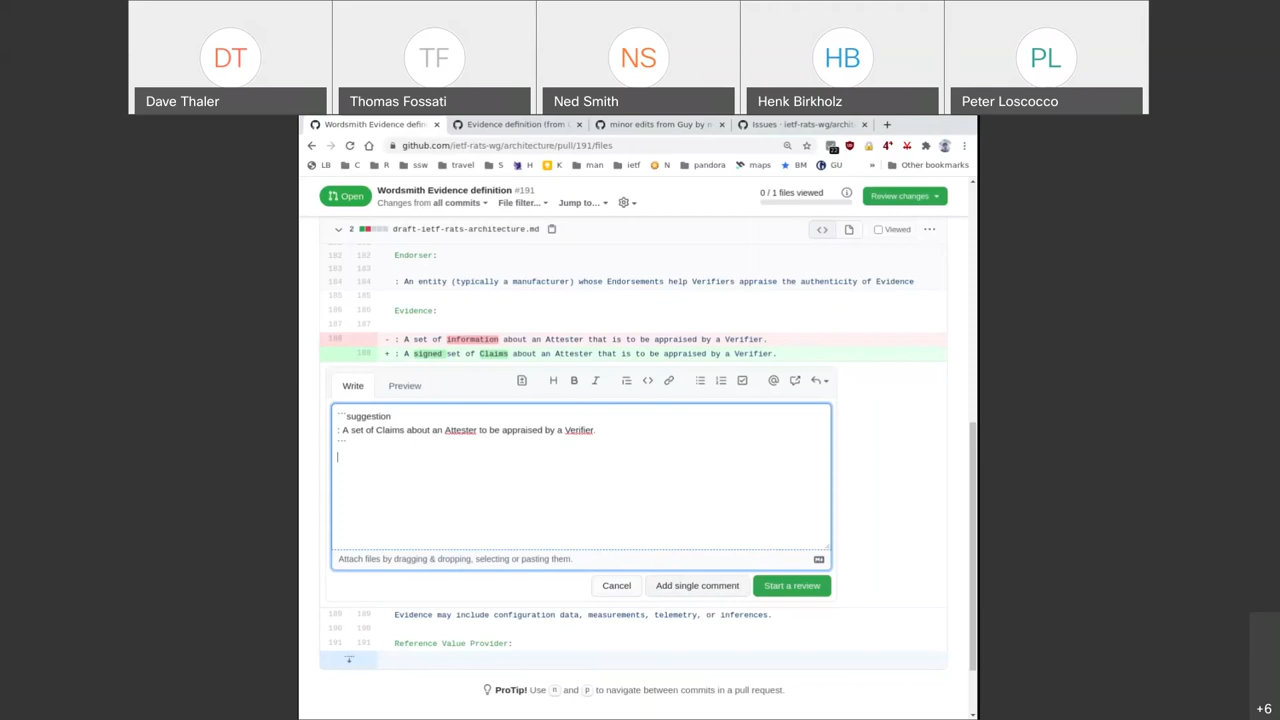 DT
TF
NS
HB
PL
Dave Thaler
Thomas Fossati
Ned Smith
Henk Birkholz
Peter Loscocco
Wordsmith Evidence defin
Evidence definition (from
minor edits from Guy by m
Issues · ietf-rats-wg/archit
github.com/ietf-rats-wg/architecture/pull/191/files
LB C R ssw travel S H K man ietf N pandora maps BM GU » Other bookmarks
Open
Wordsmith Evidence definition #191
Changes from all commits File filter... Jump to...
0 / 1 files viewed
Review changes
2 draft-ietf-rats-architecture.md
Viewed
182 182 Endorser:
183 183
184 184 : An entity (typically a manufacturer) whose Endorsements help Verifiers appraise the authenticity of Evidence
185 185
186 186 Evidence:
187 187
188 - : A set of information about an Attester that is to be appraised by a Verifier.
188 + : A signed set of Claims about an Attester that is to be appraised by a Verifier.
Write Preview
```suggestion
: A set of Claims about an Attester to be appraised by a Verifier.
```
Attach files by dragging & dropping, selecting or pasting them.
Cancel Add single comment Start a review
189 189 Evidence may include configuration data, measurements, telemetry, or inferences.
190 190
191 191 Reference Value Provider:
ProTip! Use n and p to navigate between commits in a pull request.
+6